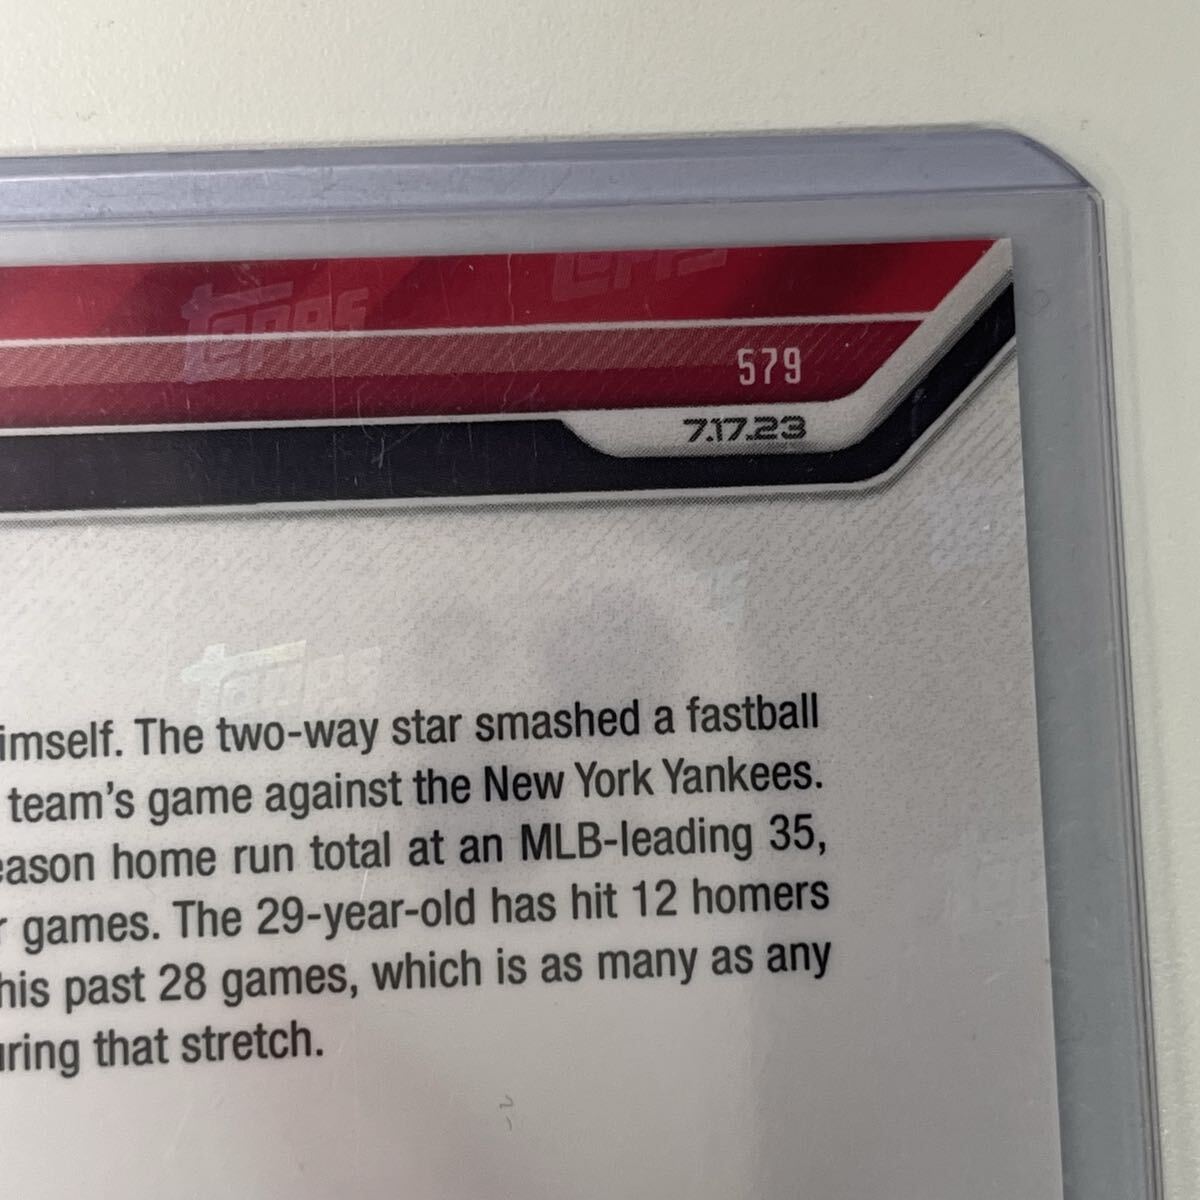 Topps
Topps
579
7.17.23
Topps
imself. The two-way star smashed a fastball
team's game against the New York Yankees.
eason home run total at an MLB-leading 35,
r games. The 29-year-old has hit 12 homers
his past 28 games, which is as many as any
uring that stretch.